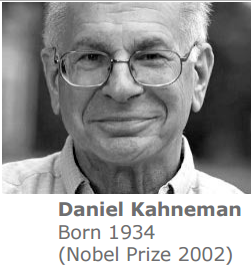 Daniel Kahneman
Born 1934
(Nobel Prize 2002)